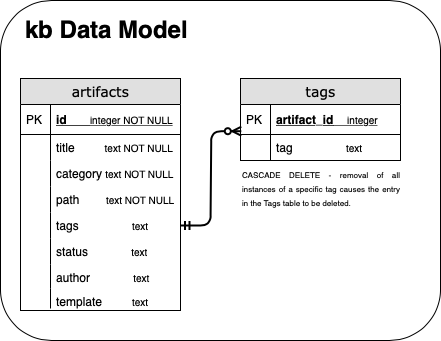 kb Data Model
artifacts
PK id integer NOT NULL
title text NOT NULL
category text NOT NULL
path text NOT NULL
tags text
status text
author text
template text
tags
PK artifact_id integer
tag text
CASCADE DELETE - removal of all
instances of a specific tag causes the entry
in the Tags table to be deleted.